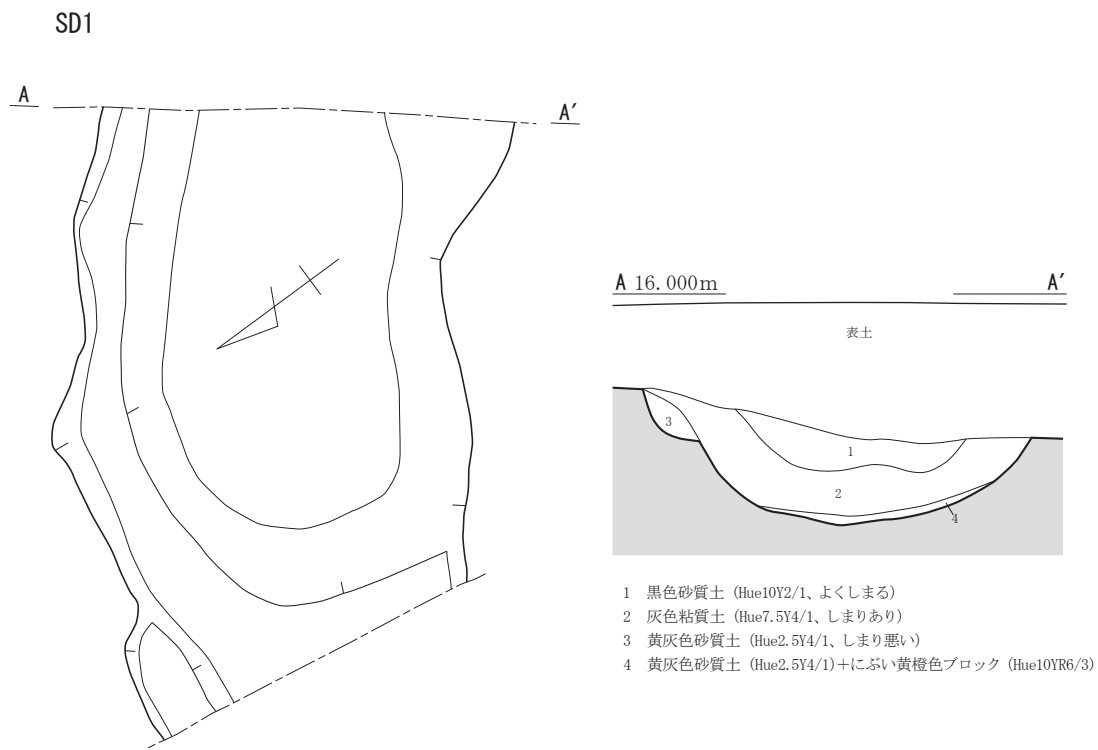 SD1
A
A′
A 16.000m
A′
表土
3
1
2
4
1 黒色砂質土 (Hue10Y2/1、よくしまる)
2 灰色粘質土 (Hue7.5Y4/1、しまりあり)
3 黄灰色砂質土 (Hue2.5Y4/1、しまり悪い)
4 黄灰色砂質土 (Hue2.5Y4/1)+にぶい黄橙色ブロック (Hue10YR6/3)